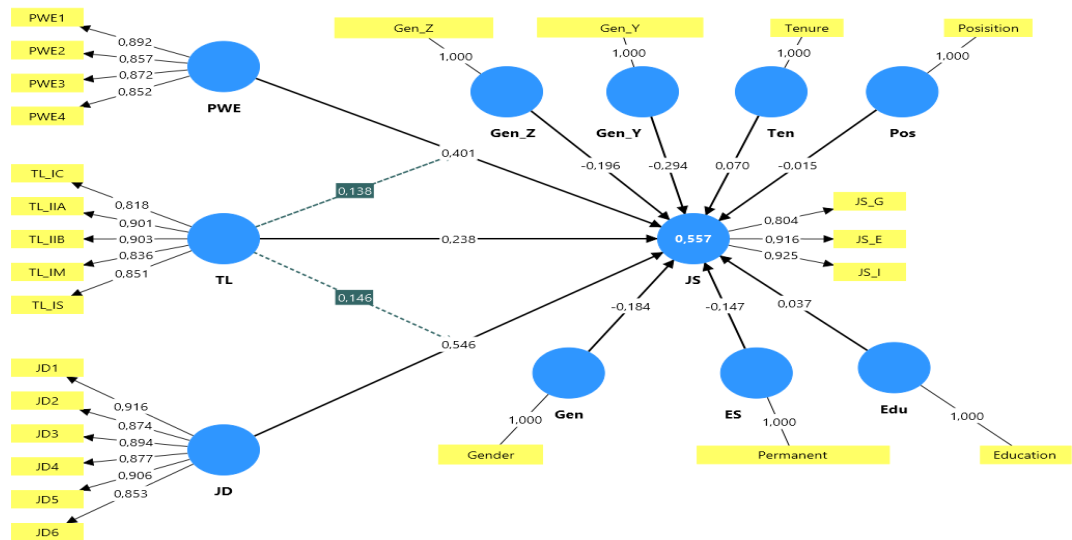 PWE1
PWE2
PWE3
PWE4
0,892
0,857
0,872
0,852
PWE
Gen_Z
1,000
Gen_Z
Gen_Y
1,000
Gen_Y
Tenure
1,000
Ten
Posisition
1,000
Pos
0,401
-0,196
-0,294
0,070
-0,015
0,138
TL_IC
TL_IIA
TL_IIB
TL_IM
TL_IS
0,818
0,901
0,903
0,836
0,851
TL
0,238
0,557
JS
0,804
0,916
0,925
JS_G
JS_E
JS_I
0,146
0,546
-0,184
-0,147
0,037
JD1
JD2
JD3
JD4
JD5
JD6
0,916
0,874
0,894
0,877
0,906
0,853
JD
Gen
1,000
Gender
ES
1,000
Permanent
Edu
1,000
Education